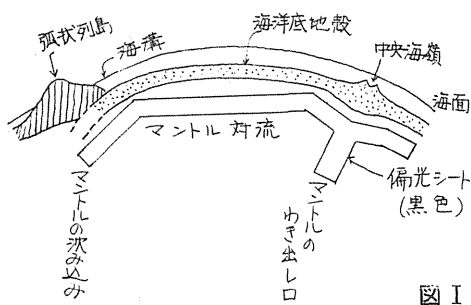 弧状列島
海溝
海洋底地殻
中央海嶺
海面
マントル対流
偏光シート
(黒色)
マントルの沈み込み
マントルの
わき出し口
図I